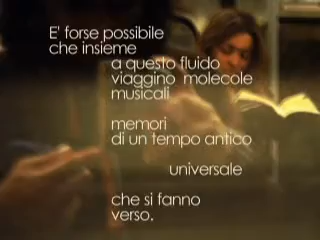 E' forse possibile
che insieme
a questo fluido
viaggino molecole
musicali
memori
di un tempo antico
universale
che si fanno
verso.